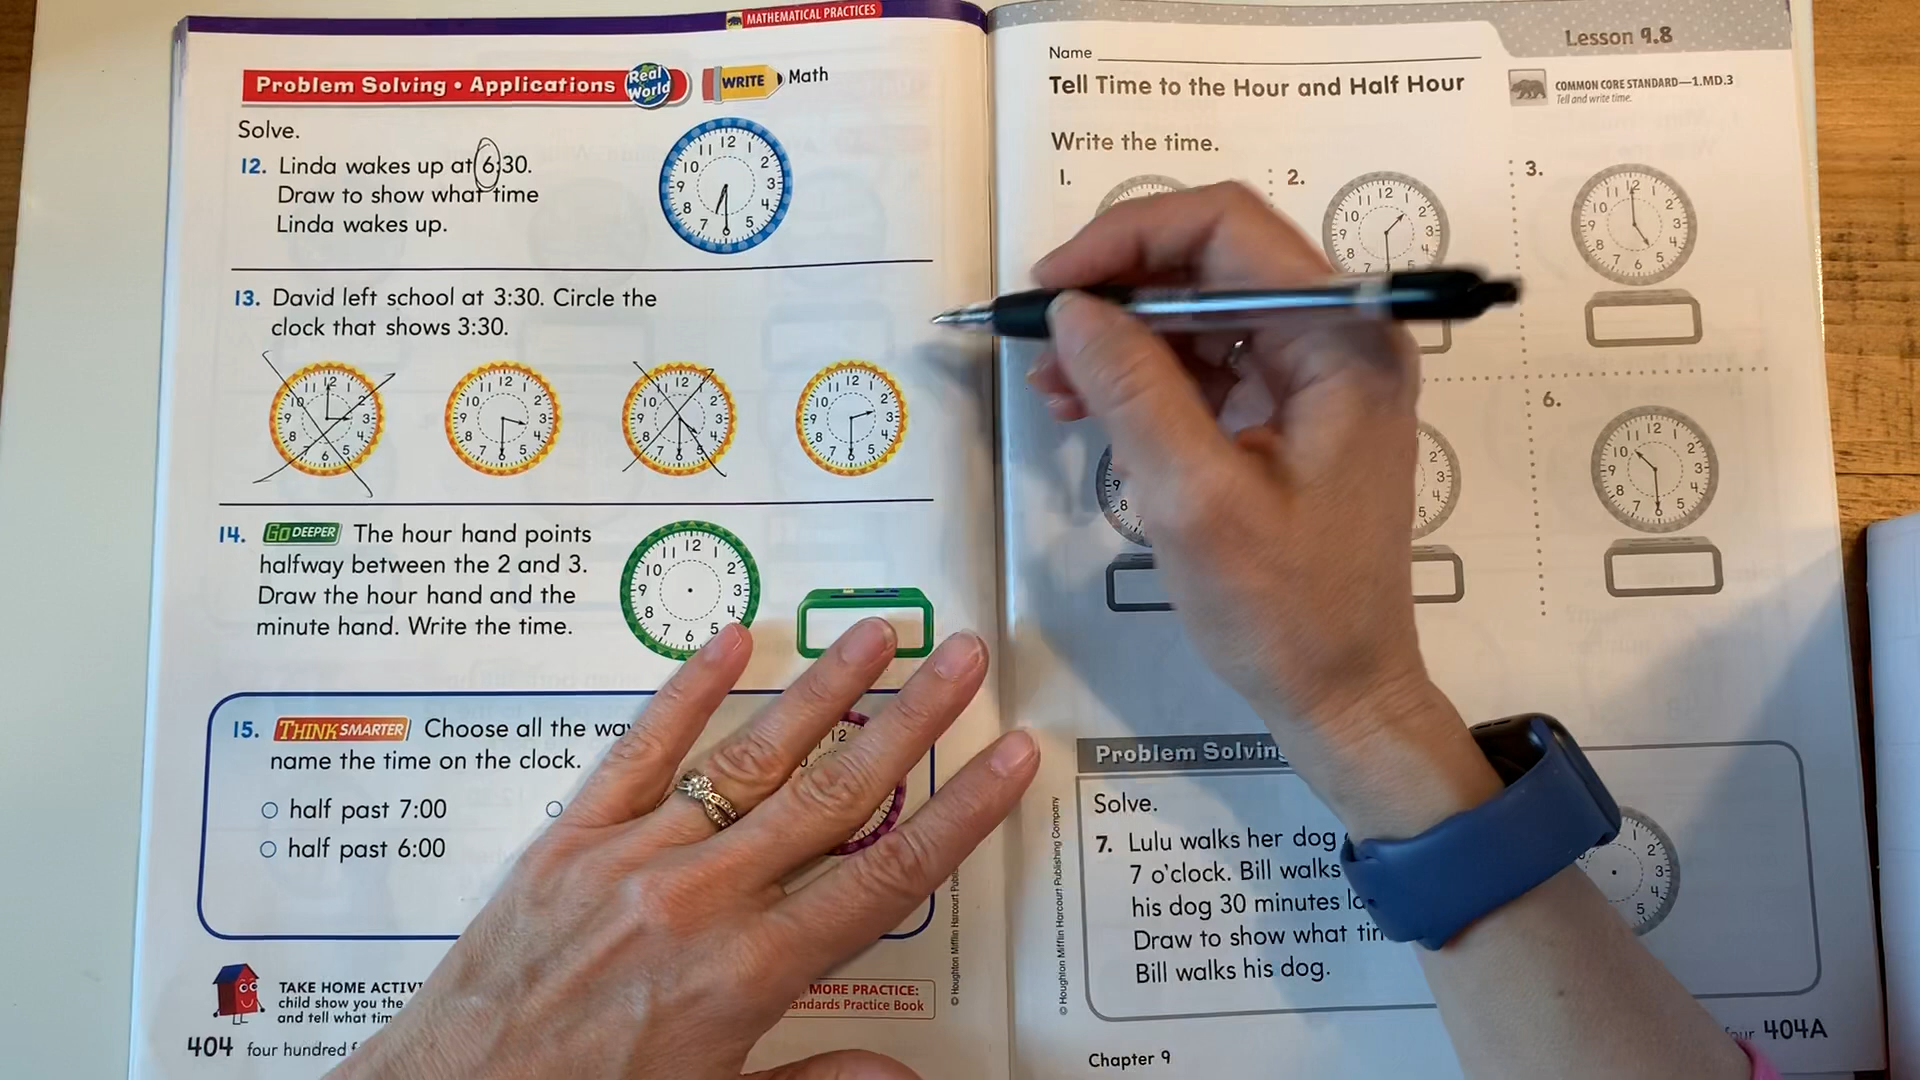 MATHEMATICAL PRACTICES
Problem Solving • Applications Real World WRITE Math
Solve.
12. Linda wakes up at 6:30.
Draw to show what time
Linda wakes up.
13. David left school at 3:30. Circle the
clock that shows 3:30.
14. GO DEEPER The hour hand points
halfway between the 2 and 3.
Draw the hour hand and the
minute hand. Write the time.
15. THINK SMARTER Choose all the
name the time on the clock.
half past 7:00
half past 6:00
TAKE HOME
child show you the
and tell what
MORE PRACTICE:
Practice Book
404 four hundred
© Houghton Mifflin Harcourt
Name
Lesson 9.8
Tell Time to the Hour and Half Hour
COMMON CORE STANDARD—1.MD.3
Tell and write time.
Write the time.
1.
2.
3.
6.
Problem Solving
Solve.
7. Lulu walks her dog
7 o'clock. Bill walks
his dog 30 minutes
Draw to show what
Bill walks his dog.
© Houghton Mifflin Harcourt Publishing Company
Chapter 9
four 404A